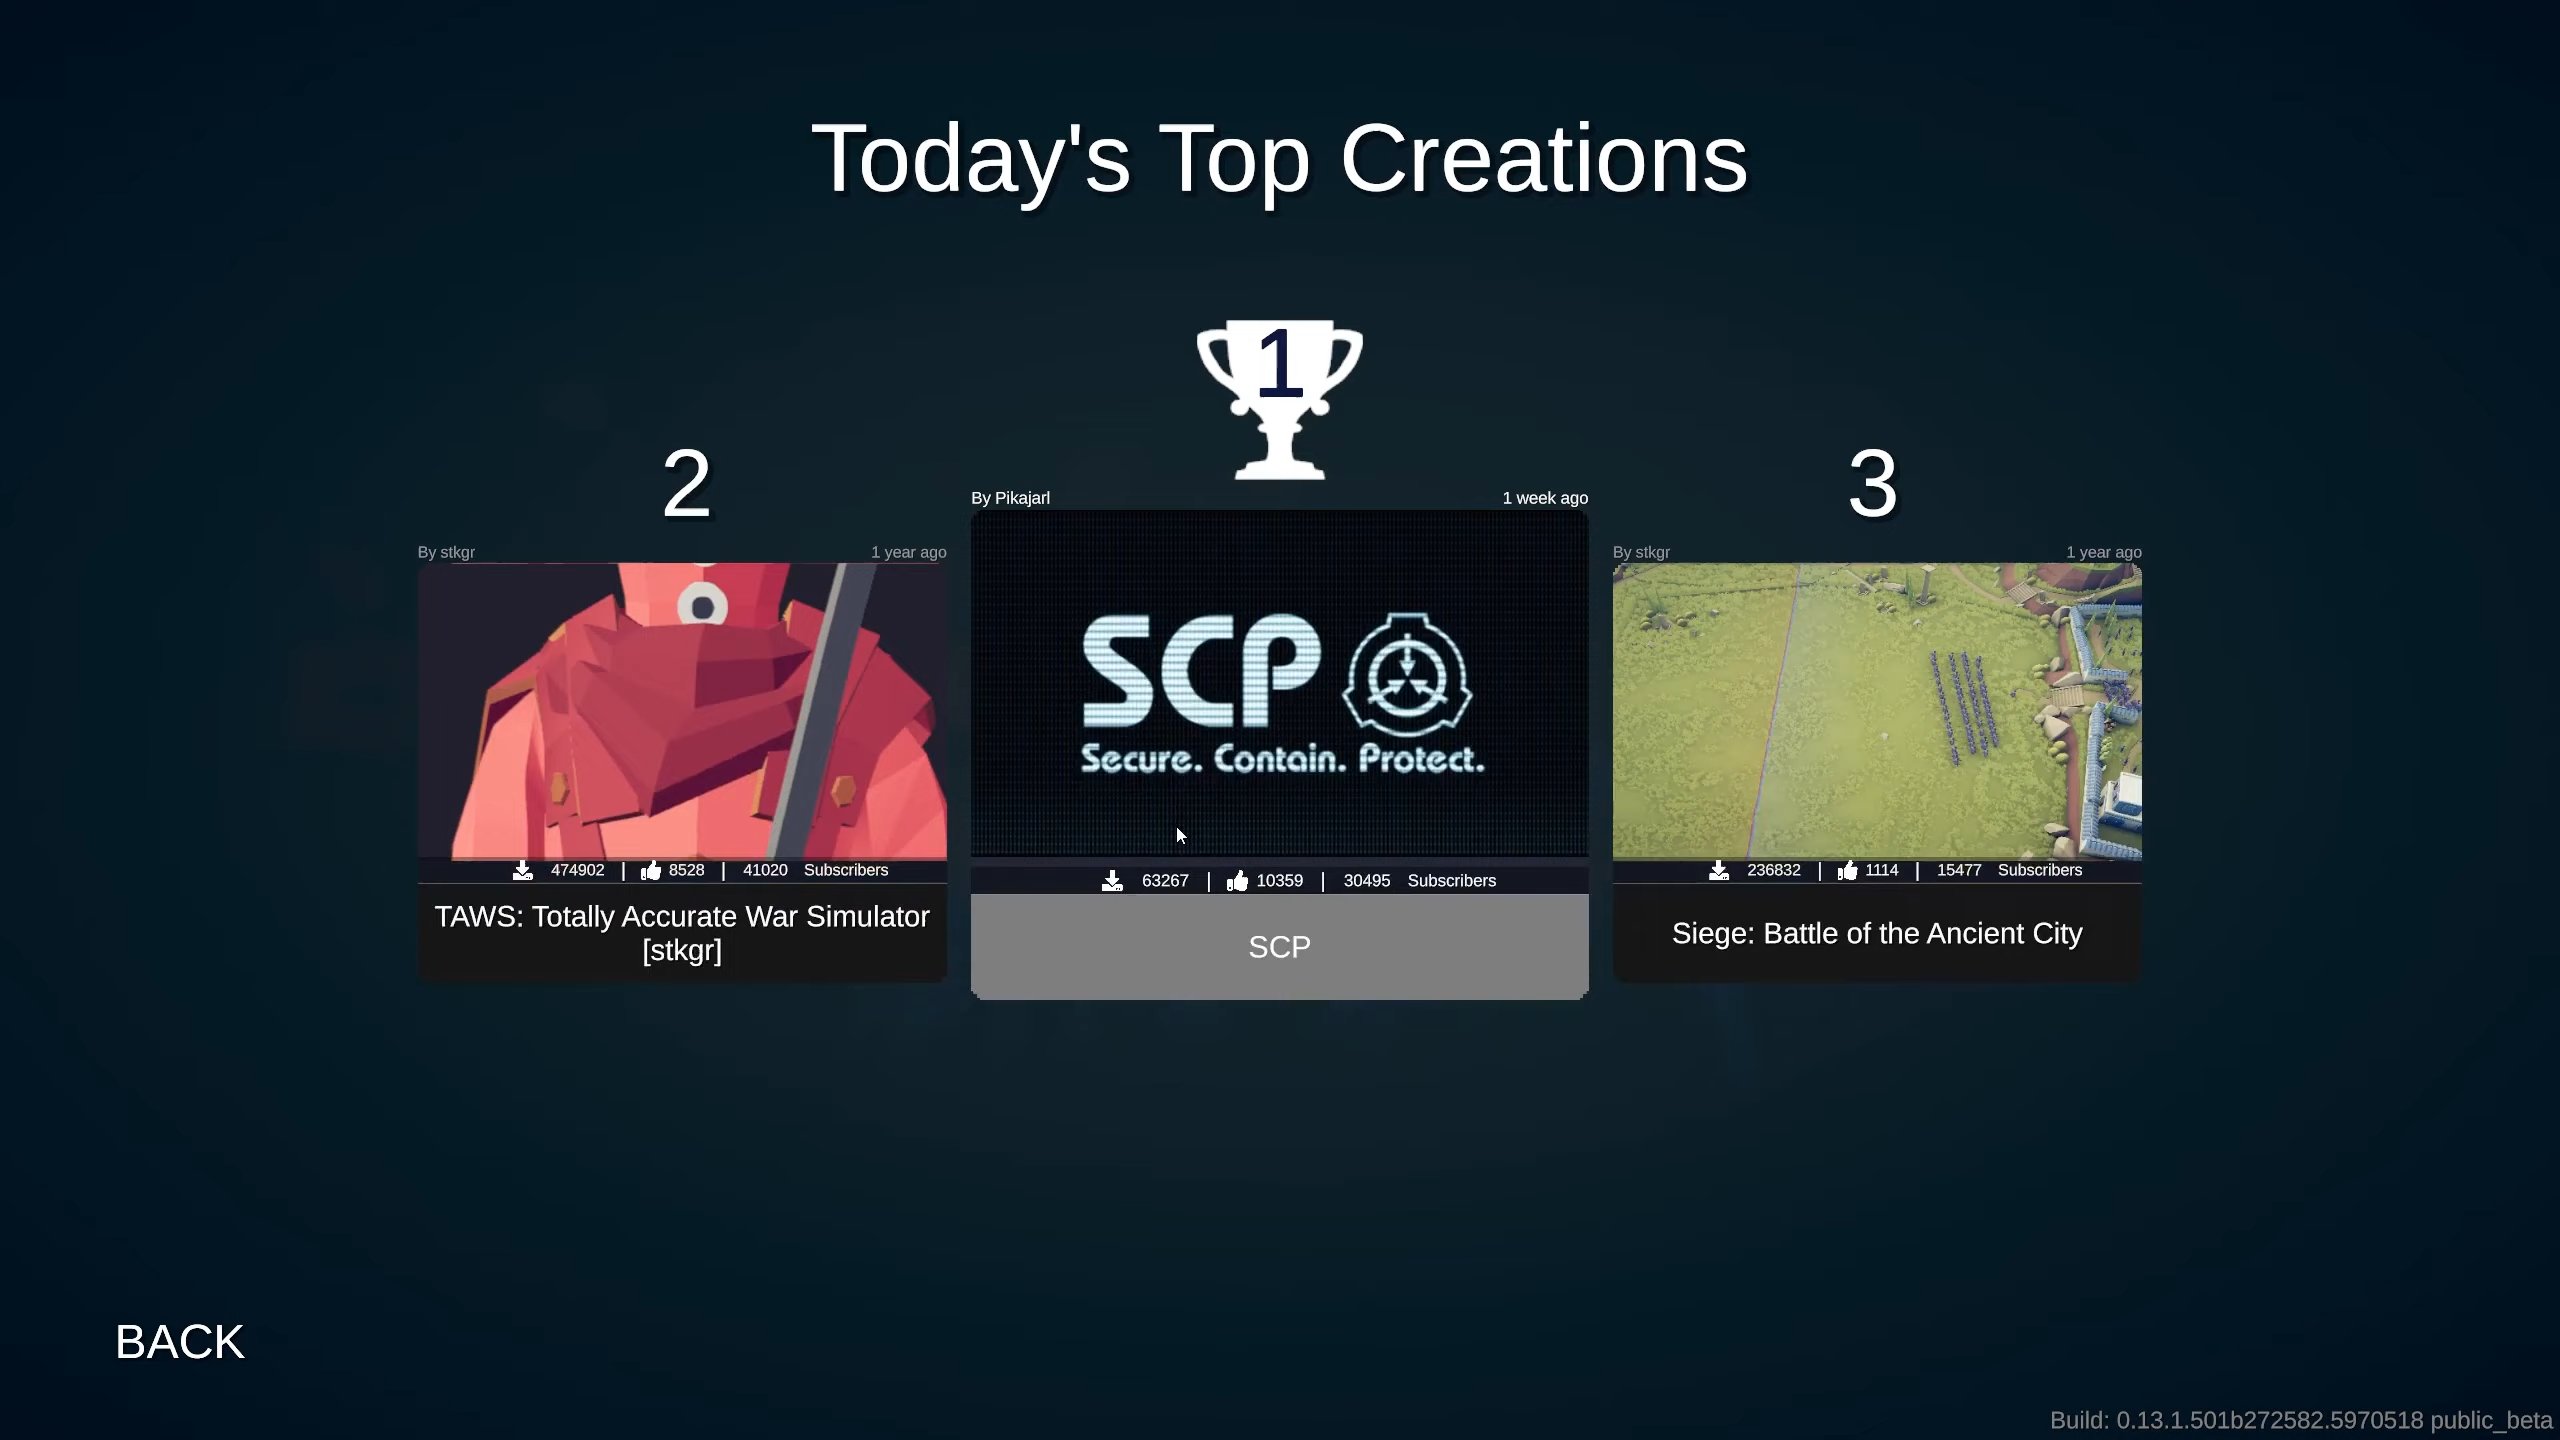 Today's Top Creations
1
2
3
By Pikajarl 1 week ago
By stkgr 1 year ago
By stkgr 1 year ago
SCP
Secure. Contain. Protect.
474902 | 8528 | 41020 Subscribers
63267 | 10359 | 30495 Subscribers
236832 | 1114 | 15477 Subscribers
TAWS: Totally Accurate War Simulator
[stkgr]
SCP
Siege: Battle of the Ancient City
BACK
Build: 0.13.1.501b272582.5970518 public_beta